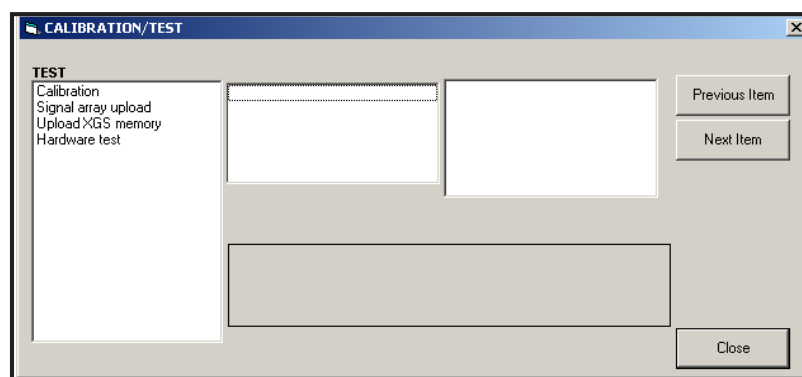 CALIBRATION/TEST
TEST
Calibration
Signal array upload
Upload XGS memory
Hardware test
Previous Item
Next Item
Close